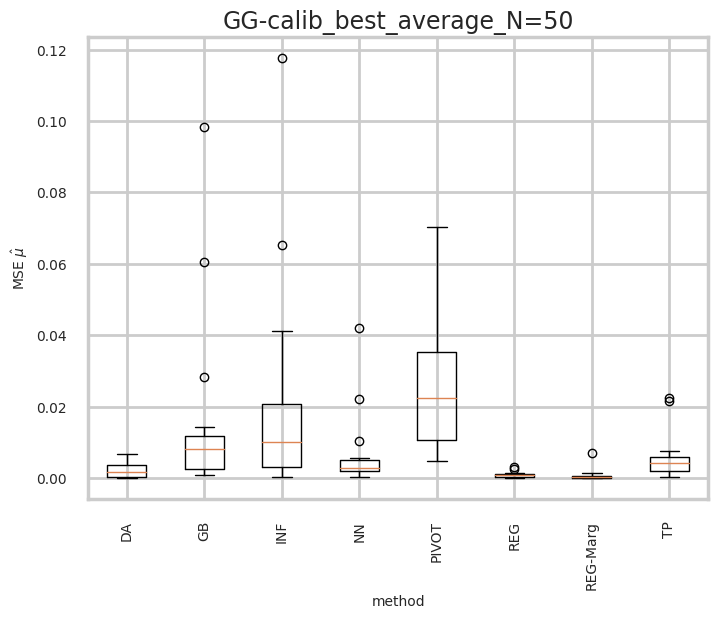 GG-calib_best_average_N=50
0.12
0.10
0.08
0.06
0.04
0.02
0.00
MSE μ̂
DA
GB
INF
NN
PIVOT
REG
REG-Marg
TP
method